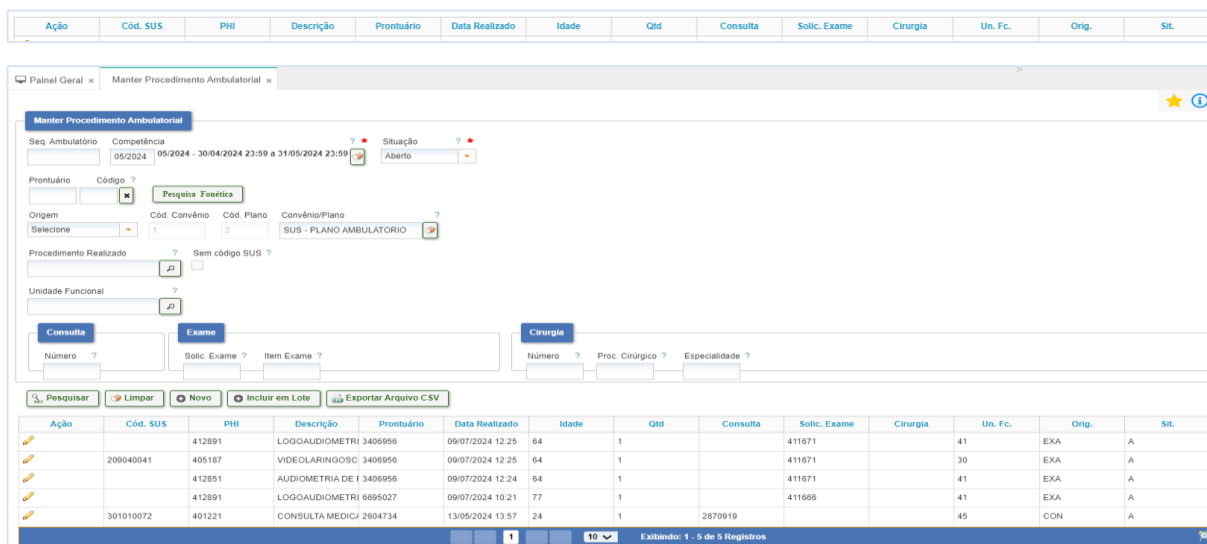 Ação Cód. SUS PHI Descrição Prontuário Data Realizado Idade Qtd Consulta Solic. Exame Cirurgia Un. Fc. Orig. Sit.
Painel Geral × Manter Procedimento Ambulatorial ×
Manter Procedimento Ambulatorial
Seq. Ambulatório Competência ? * Situação ? *
05/2024 05/2024 - 30/04/2024 23:59 a 31/05/2024 23:59 Aberto
Prontuário Código ?
Pesquisa Fonética
Origem Cód. Convênio Cód. Plano Convênio/Plano ?
Selecione 1 2 SUS - PLANO AMBULATORIO
Procedimento Realizado ? Sem código SUS ?
Unidade Funcional ?
Consulta Exame Cirurgia
Número ? Solic. Exame ? Item Exame ? Número ? Proc. Cirúrgico ? Especialidade ?
Pesquisar Limpar Novo Incluir em Lote Exportar Arquivo CSV
Ação Cód. SUS PHI Descrição Prontuário Data Realizado Idade Qtd Consulta Solic. Exame Cirurgia Un. Fc. Orig. Sit.
412891 LOGOAUDIOMETRI 3406956 09/07/2024 12:25 64 1 411671 41 EXA A
209040041 405187 VIDEOLARINGOSC 3406956 09/07/2024 12:25 64 1 411671 30 EXA A
412851 AUDIOMETRIA DE 3406956 09/07/2024 12:24 64 1 411671 41 EXA A
412891 LOGOAUDIOMETRI 6695027 09/07/2024 10:21 77 1 411666 41 EXA A
301010072 401221 CONSULTA MEDICA 2604734 13/05/2024 13:57 24 1 2870919 45 CON A
1 10 Exibindo: 1 - 5 de 5 Registros